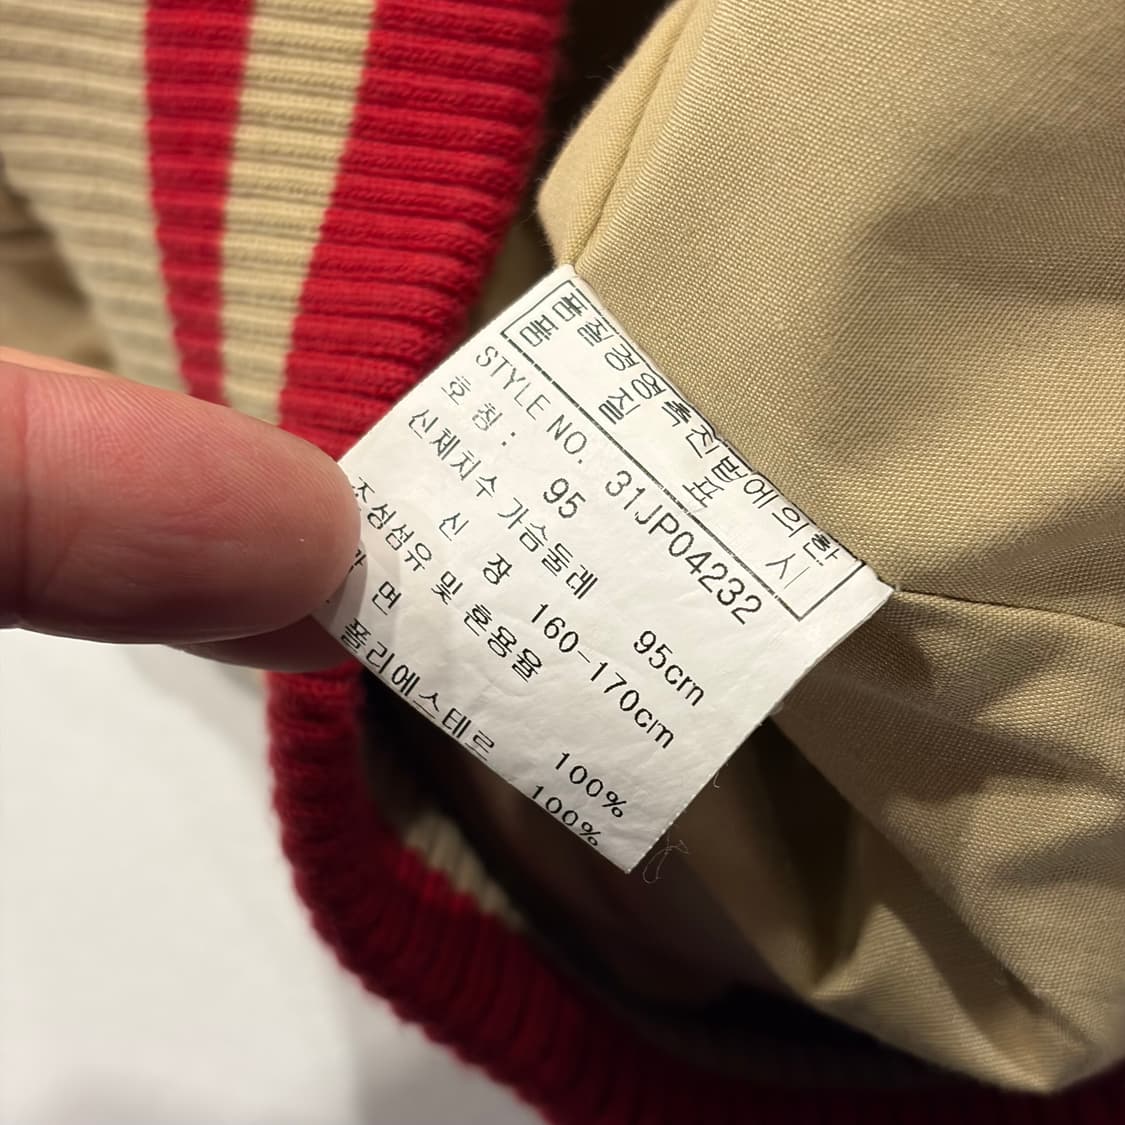 품질경영촉진법에의한
품 질 표 시
STYLE NO. 31JP04232
호 칭 : 95
신체치수 가슴둘레 95cm
신 장 160-170cm
조성섬유 및 혼용율
면 100%
폴리에스테르 100%